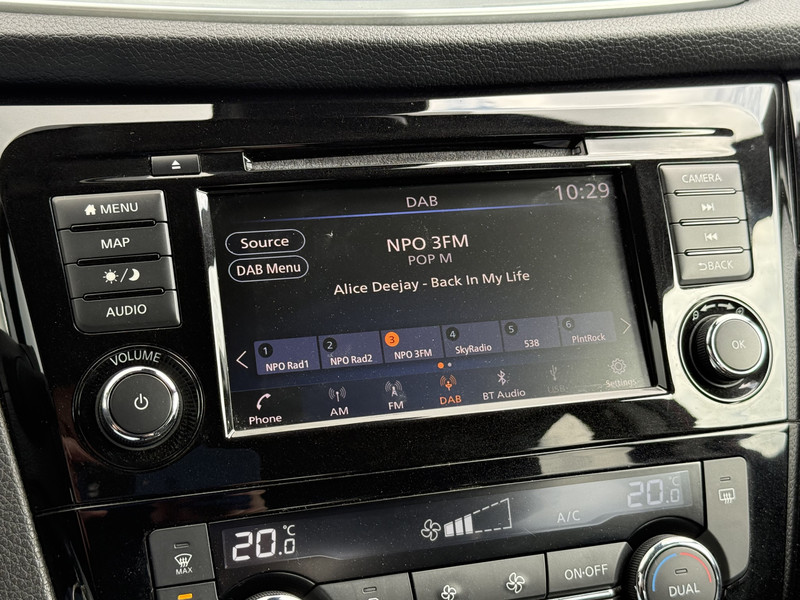 DAB
10:29
CAMERA
MENU
MAP
AUDIO
BACK
Source
DAB Menu
NPO 3FM
POP M
Alice Deejay - Back In My Life
1 NPO Rad1
2 NPO Rad2
3 NPO 3FM
4 SkyRadio
5 538
6 PintRock
VOLUME
OK
Phone
AM
FM
DAB
BT Audio
USB
Settings
20.0 °C
A/C
20.0 °C
MAX
ON·OFF
DUAL